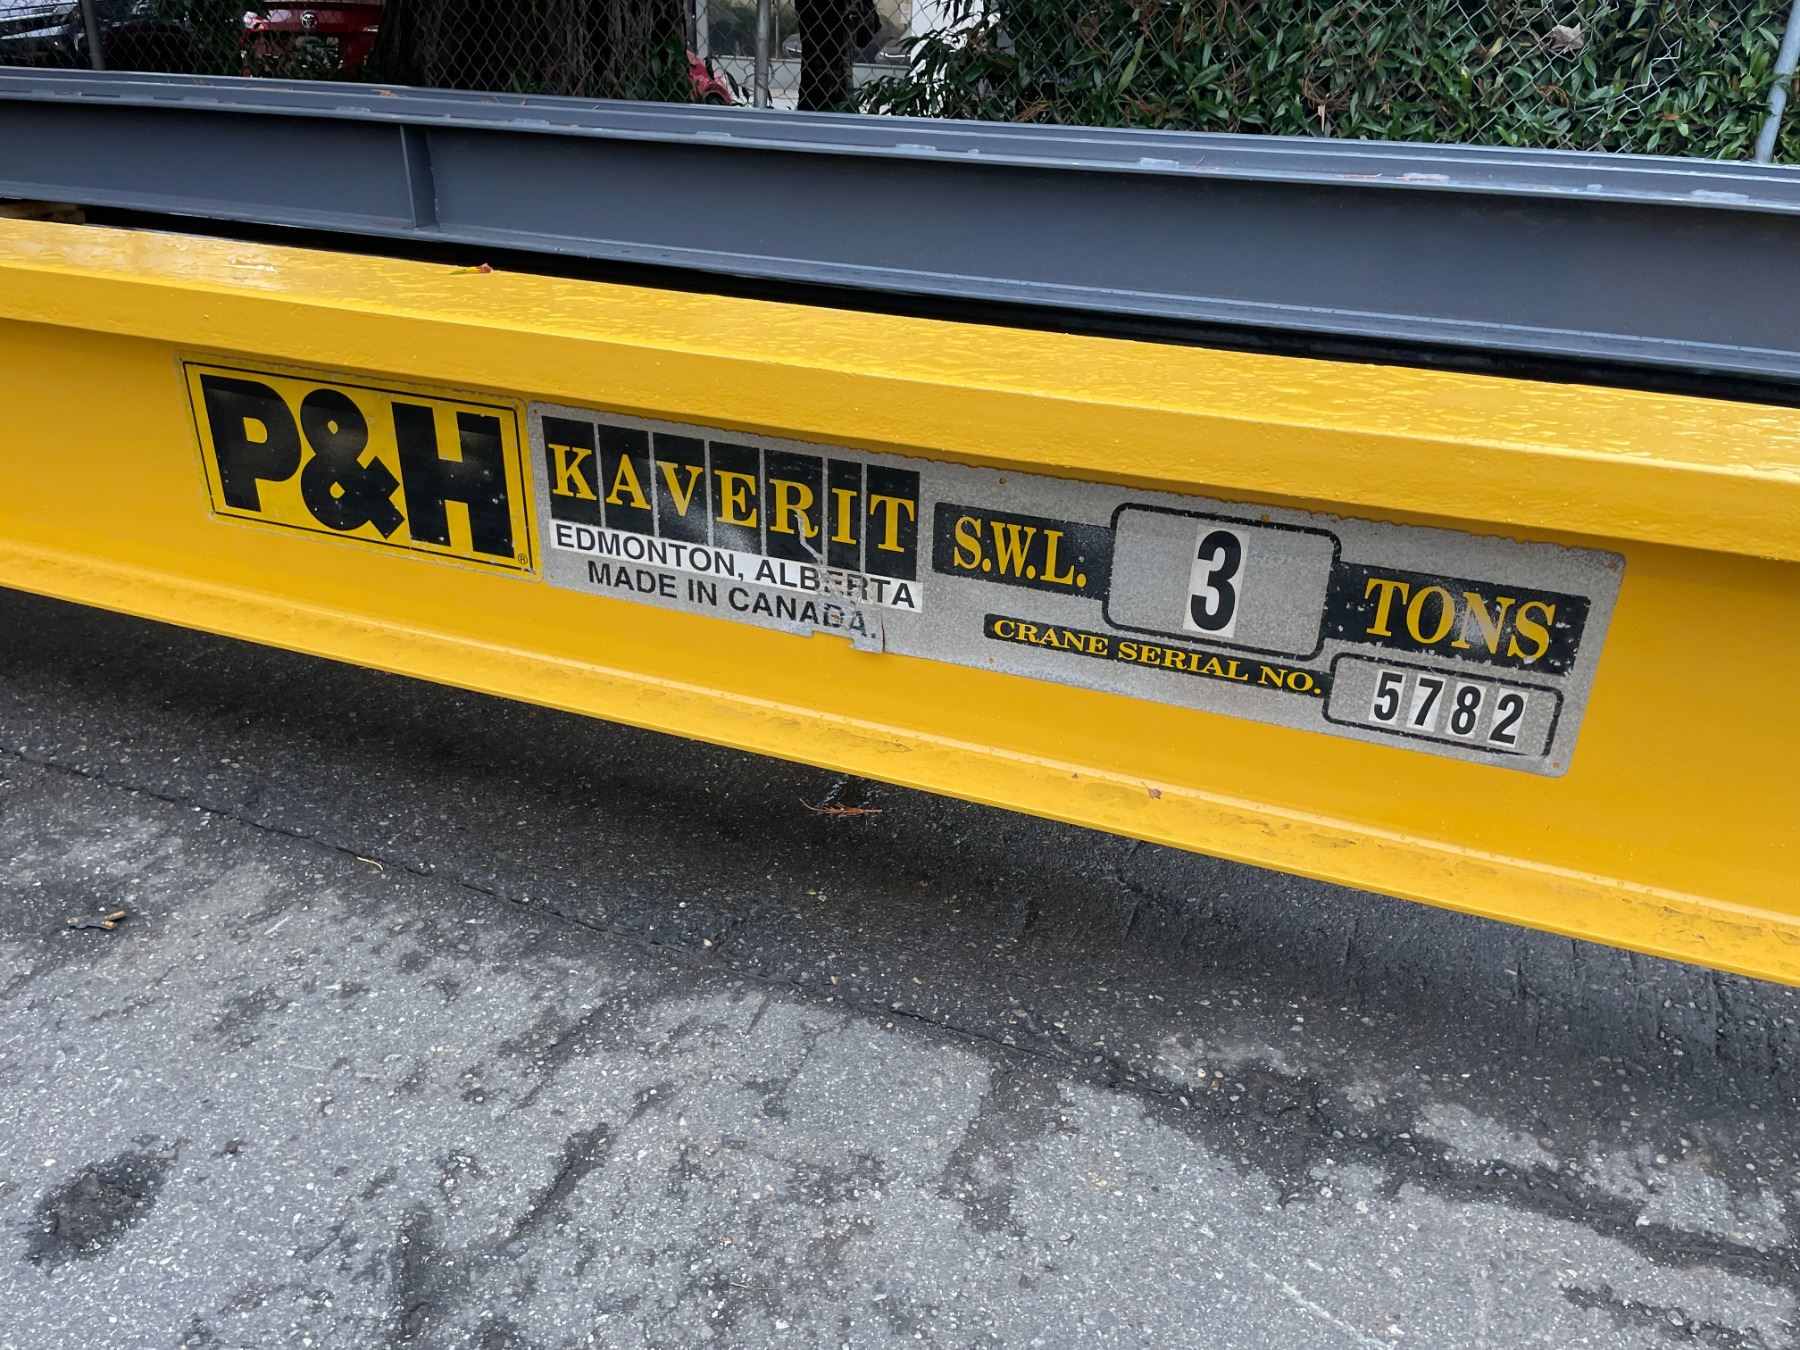 P&H®
KAVERIT
EDMONTON, ALBERTA
MADE IN CANADA.
S.W.L. 3 TONS
CRANE SERIAL NO. 5782